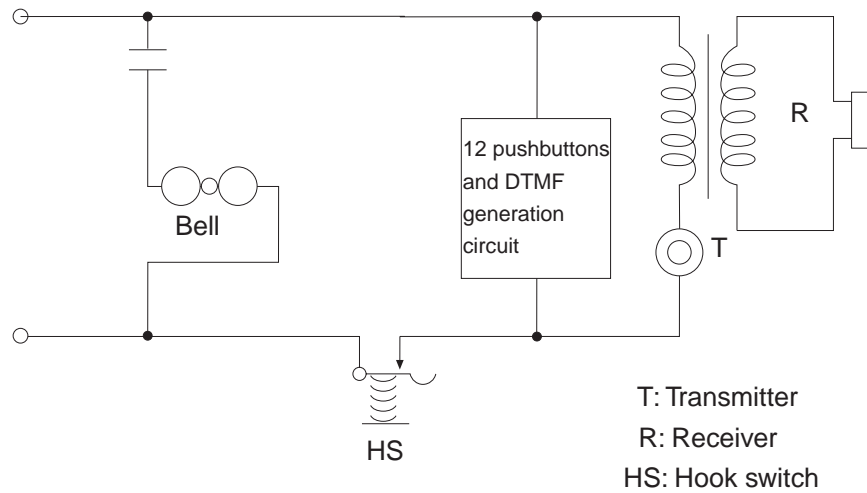 R
12 pushbuttons
and DTMF
generation
circuit
Bell
T
T: Transmitter
R: Receiver
HS
HS: Hook switch